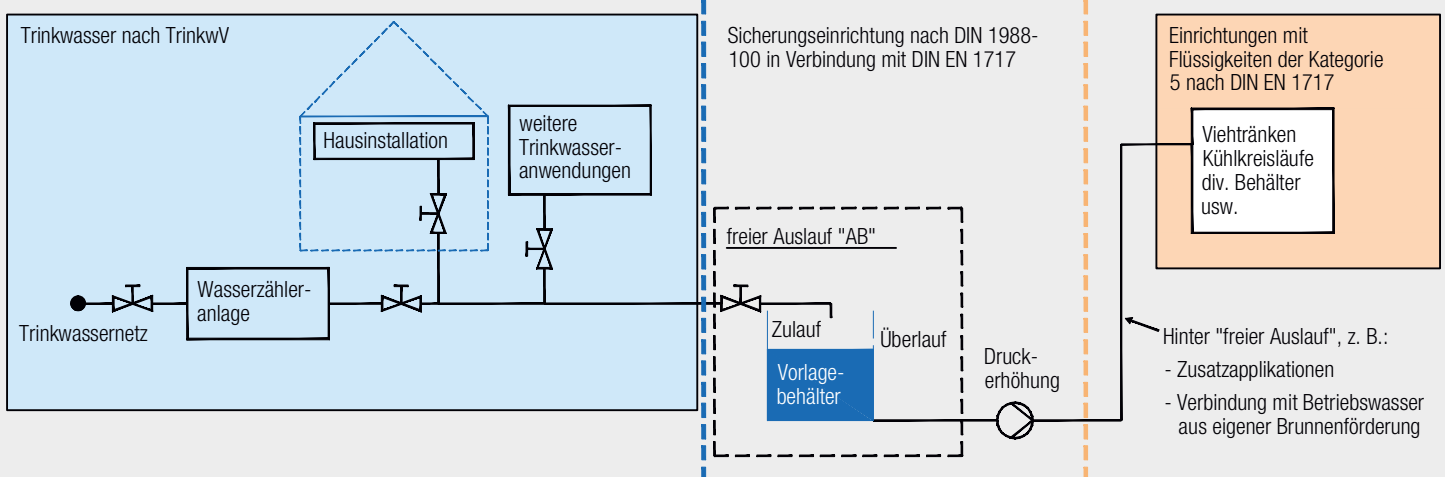 Trinkwasser nach TrinkwV
Hausinstallation
weitere
Trinkwasser-
anwendungen
Wasserzähler-
anlage
Trinkwassernetz
Sicherungseinrichtung nach DIN 1988-
100 in Verbindung mit DIN EN 1717
freier Auslauf "AB"
Zulauf
Überlauf
Vorlage-
behälter
Druck-
erhöhung
Einrichtungen mit
Flüssigkeiten der Kategorie
5 nach DIN EN 1717
Viehtränken
Kühlkreisläufe
div. Behälter
usw.
Hinter "freier Auslauf", z. B.:
- Zusatzapplikationen
- Verbindung mit Betriebswasser
aus eigener Brunnenförderung